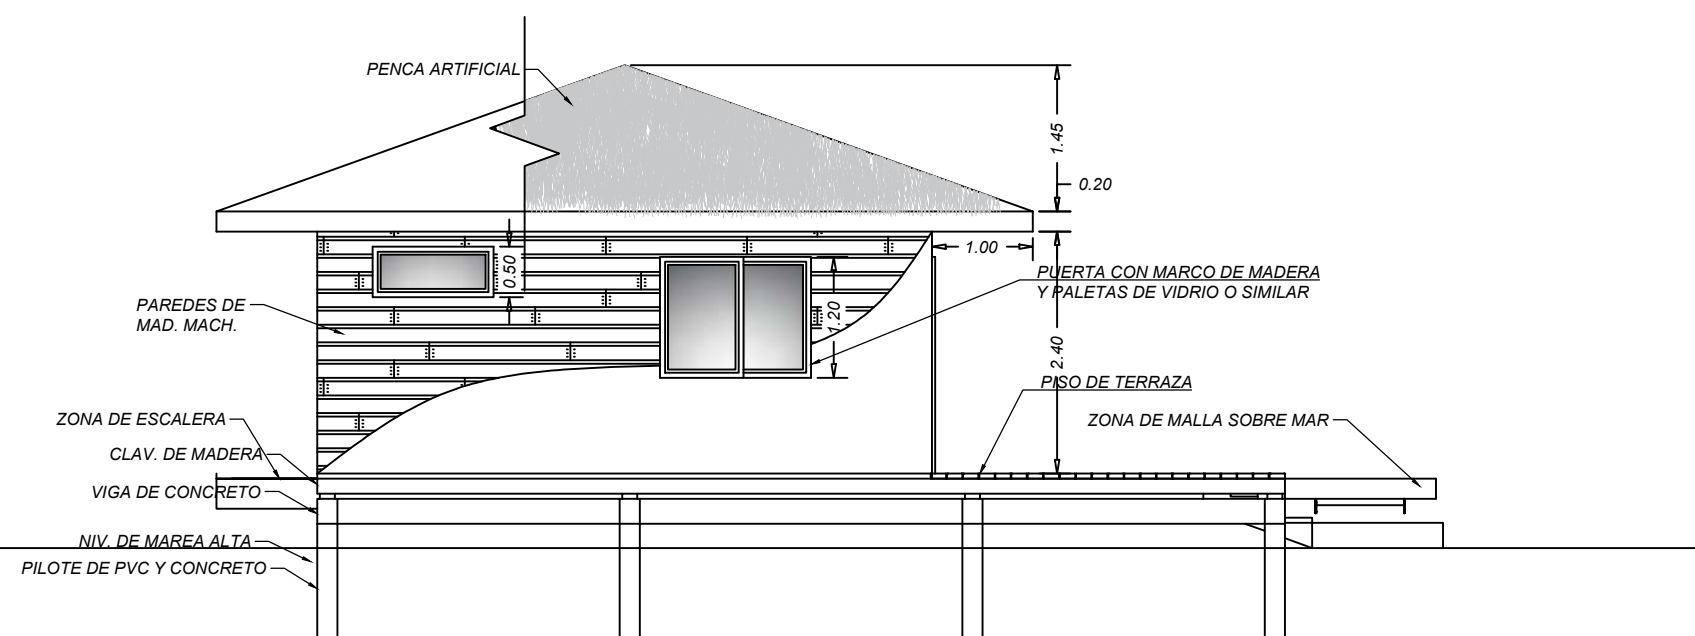 PENCA ARTIFICIAL
1.45
0.20
1.00
0.50
PUERTA CON MARCO DE MADERA
Y PALETAS DE VIDRIO O SIMILAR
PAREDES DE
MAD. MACH.
1.20
2.40
PISO DE TERRAZA
ZONA DE ESCALERA
ZONA DE MALLA SOBRE MAR
CLAV. DE MADERA
VIGA DE CONCRETO
NIV. DE MAREA ALTA
PILOTE DE PVC Y CONCRETO